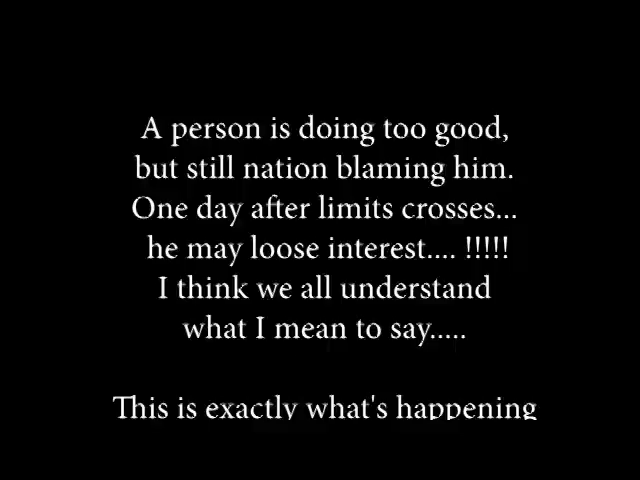 A person is doing too good,
but still nation blaming him.
One day after limits crosses...
he may loose interest.... !!!!!
I think we all understand
what I mean to say.....
This is exactly what's happening